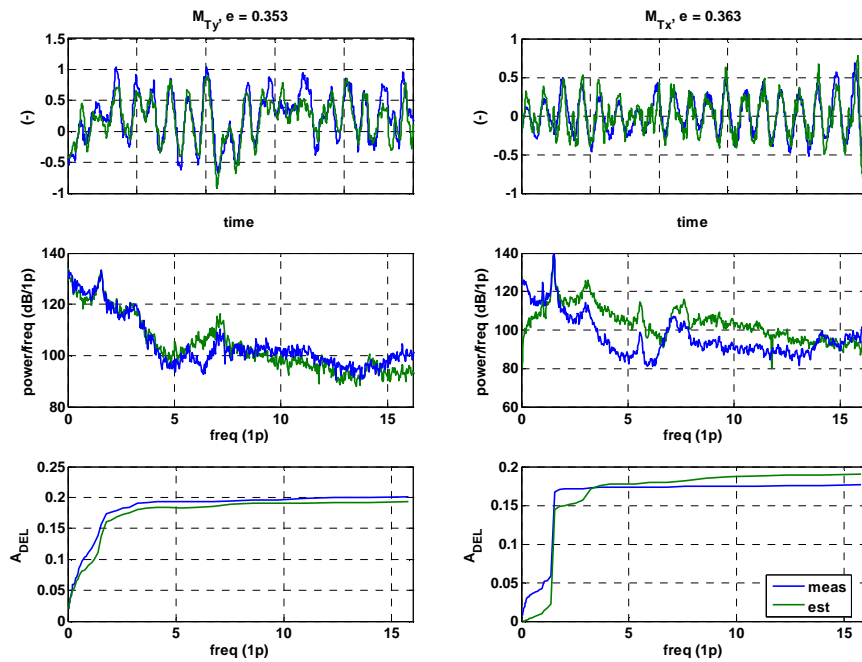 M_Ty, e = 0.353
1.5
1
0.5
0
-0.5
-1
(-)
time
M_Tx, e = 0.363
1
0.5
0
-0.5
-1
(-)
time
140
120
100
80
power/freq (dB/1p)
0 5 10 15
freq (1p)
140
120
100
80
60
power/freq (dB/1p)
0 5 10 15
freq (1p)
0.25
0.2
0.15
0.1
0.05
0
A_DEL
0 5 10 15
freq (1p)
0.2
0.15
0.1
0.05
0
A_DEL
0 5 10 15
freq (1p)
meas
est